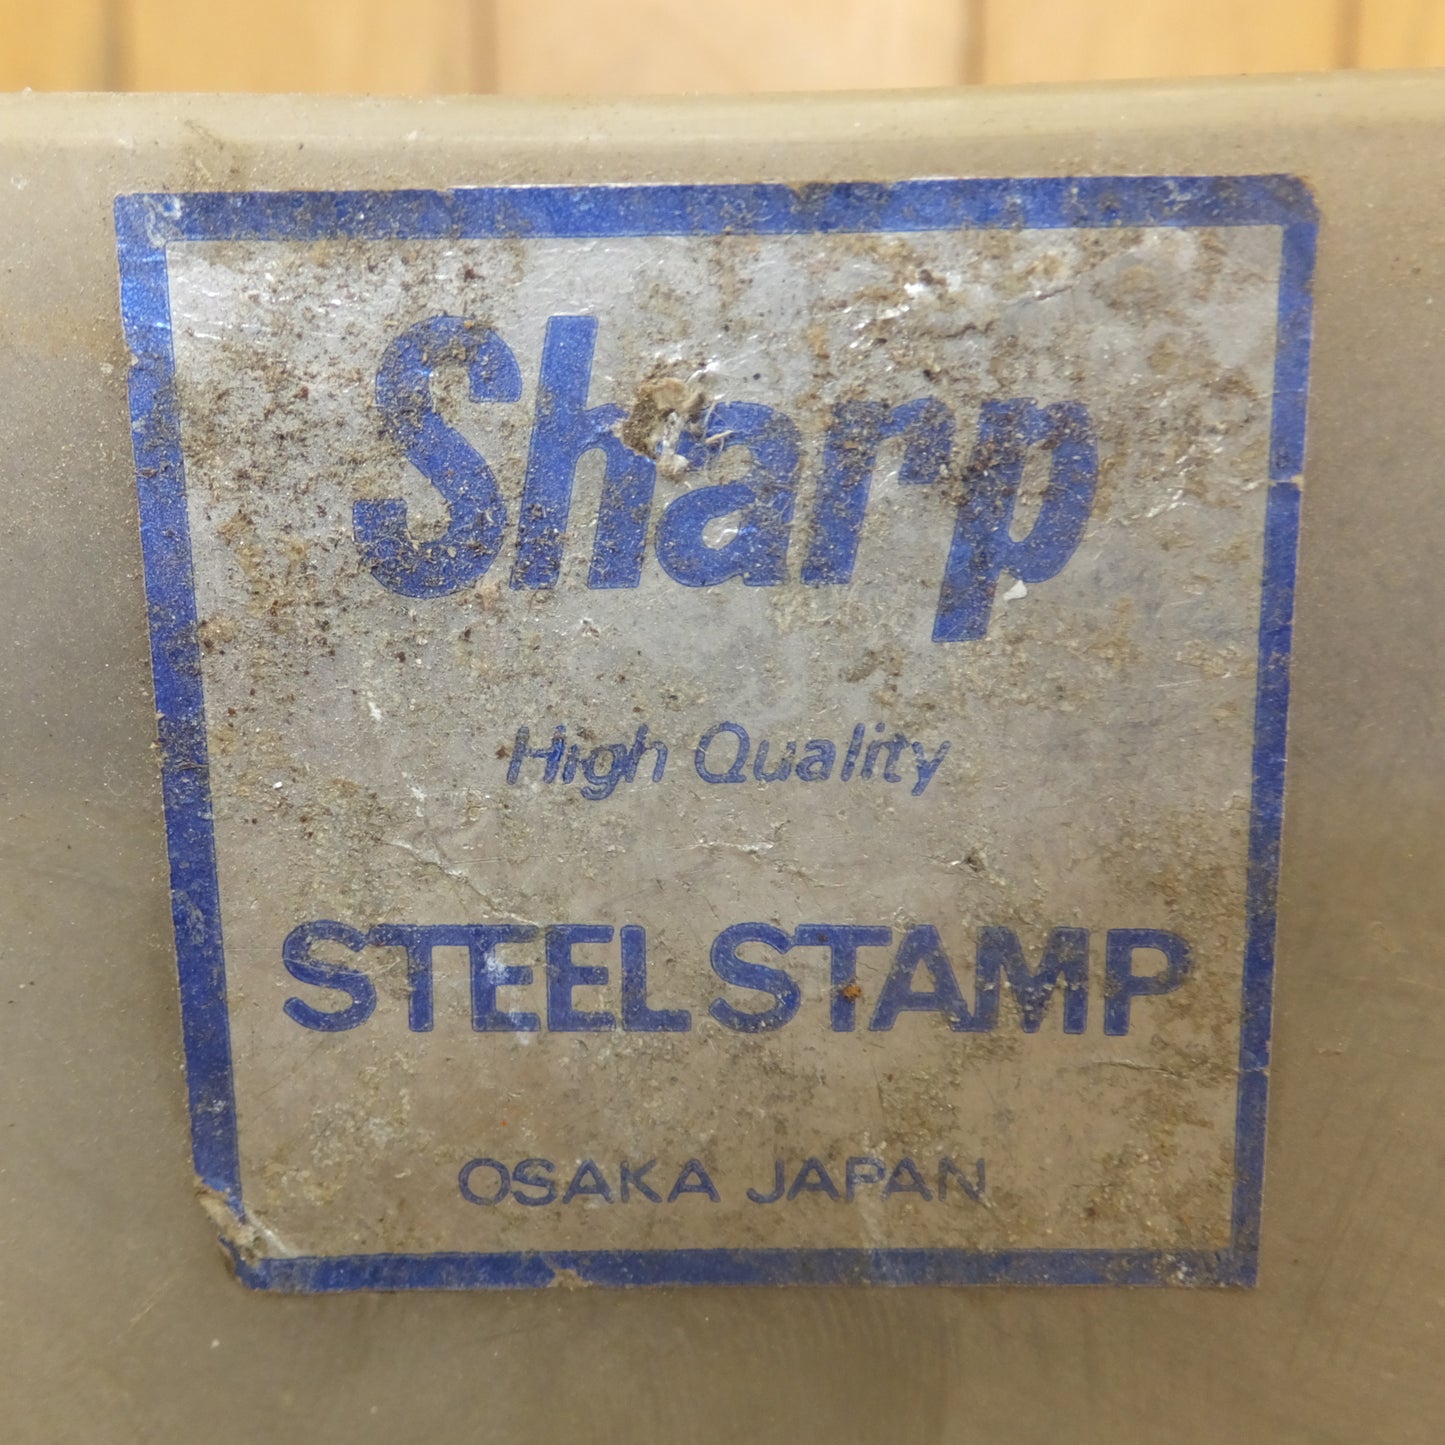 Sharp
High Quality
STEEL STAMP
OSAKA JAPAN